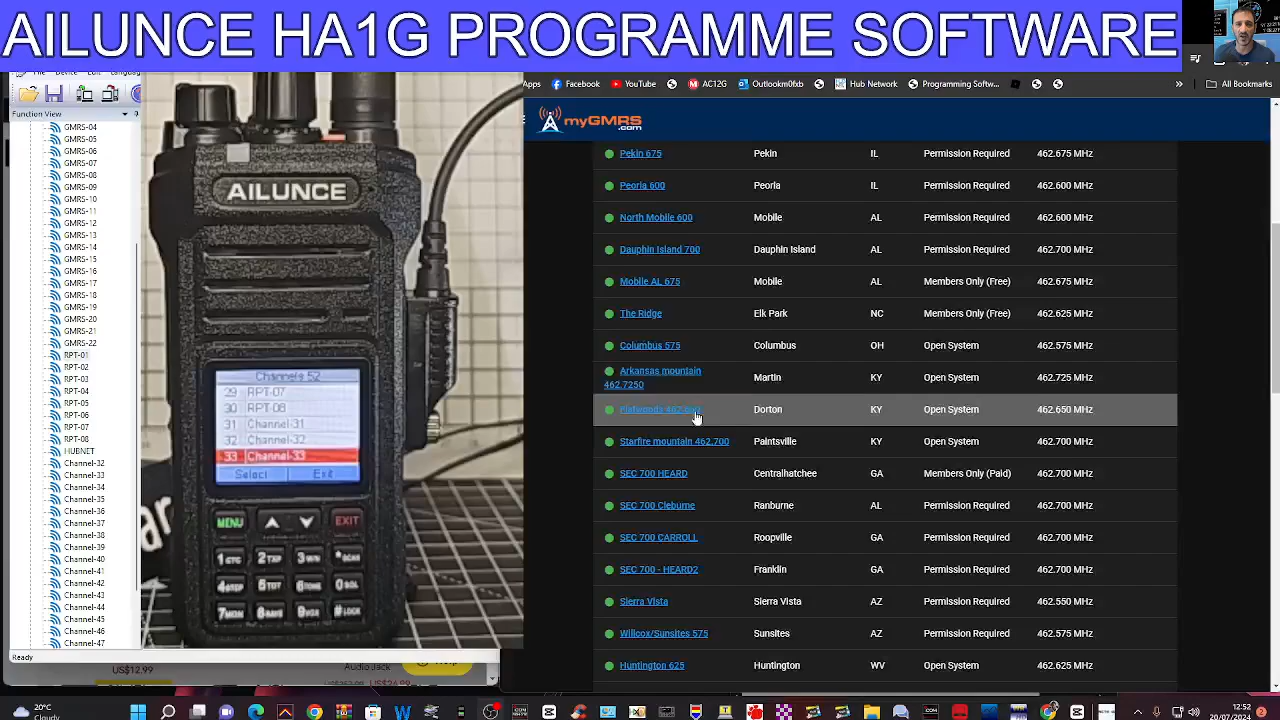 AILUNCE HA1G PROGRAMME SOFTWARE
Device Edit Language
Function View
GMRS-04
GMRS-05
GMRS-06
GMRS-07
GMRS-08
GMRS-09
GMRS-10
GMRS-11
GMRS-12
GMRS-13
GMRS-14
GMRS-15
GMRS-16
GMRS-17
GMRS-18
GMRS-19
GMRS-20
GMRS-21
GMRS-22
RPT-01
RPT-02
RPT-03
RPT-05
RPT-06
RPT-07
RPT-08
HUBNET
Channel-32
Channel-33
Channel-34
Channel-35
Channel-36
Channel-37
Channel-38
Channel-39
Channel-40
Channel-41
Channel-42
Channel-43
Channel-44
Channel-45
Channel-46
Channel-47
Ready
US$12.99
Audio Jack
AILUNCE
Channels 52
29 RPT-07
30 RPT-08
31 Channel-31
32 Channel-32
33 Channel-33
Select Exit
MENU EXIT
Apps Facebook YouTube AC12G Outlookm0fd Hub Network Programming Softw... » All Bookmarks
myGMRS.com
Pekin 675 Pekin IL Permission Required 462.675 MHz
Peoria 600 Peoria IL Permission Required 462.600 MHz
North Mobile 600 Mobile AL Permission Required 462.600 MHz
Dauphin Island 700 Dauphin Island AL Permission Required 462.700 MHz
Mobile AL 675 Mobile AL Members Only (Free) 462.675 MHz
The Ridge Elk Park NC Members Only (Free) 462.625 MHz
Columbus 575 Columbus OH Open System 462.575 MHz
Arkansas mountain 462.7250 Martin KY Open System 462.725 MHz
Dorton KY Open System 462.650 MHz
Starfire mountain 462.700 Paintsville KY Open System 462.700 MHz
SEC 700 HEARD Centralhatchee GA Members Only (Paid) 462.700 MHz
SEC 700 Cleburne Ranburne AL Permission Required 462.700 MHz
SEC 700 CARROLL Roopville GA Permission Required 462.700 MHz
SEC 700 - HEARD2 Franklin GA Permission Required 462.700 MHz
Sierra Vista Sierra Vista AZ Permission Required 462.550 MHz
Willcox/Sunsites 575 Sunsites AZ Permission Required 462.575 MHz
Huntington 625 Huntington WV Open System 462.625 MHz
20°C
Cloudy
12:52
20/07/2024